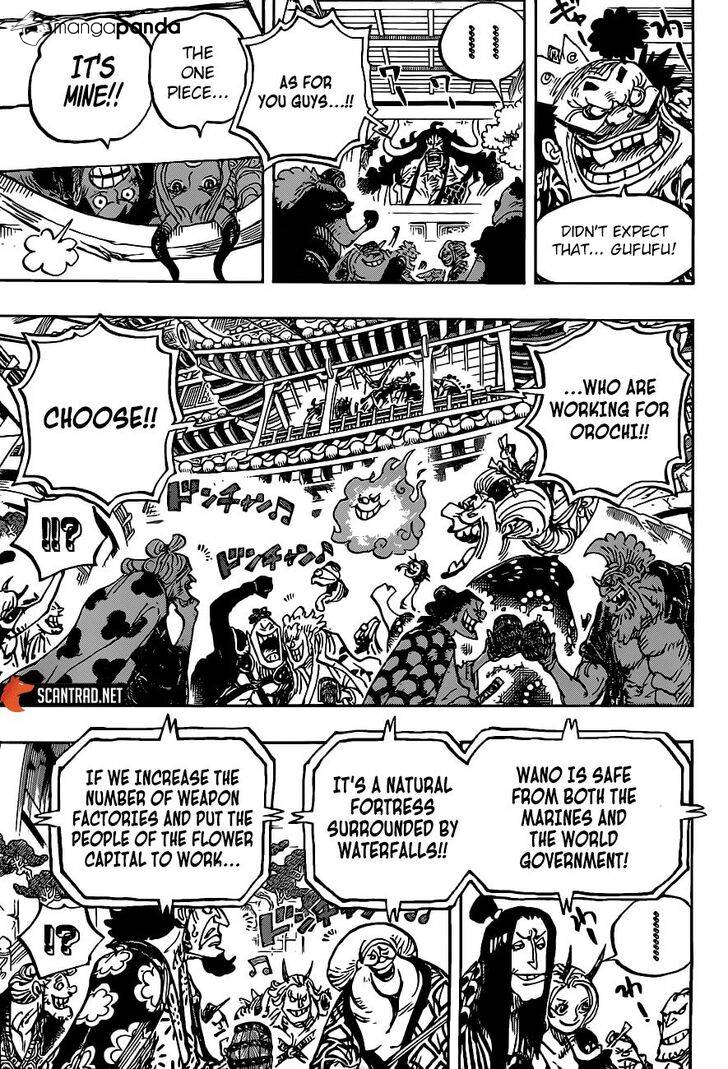 mangapanda
DIDN'T EXPECT
THAT... GUFUFU!
AS FOR
YOU GUYS...!!
THE
ONE
PIECE...
IT'S
MINE!!
...WHO ARE
WORKING FOR
OROCHI!!
CHOOSE!!
ドンチャン♫
ドンチャン♫
!!?
SCANTRAD.NET
WANO IS SAFE
FROM BOTH THE
MARINES AND
THE WORLD
GOVERNMENT!
IT'S A NATURAL
FORTRESS
SURROUNDED BY
WATERFALLS!!
IF WE INCREASE THE
NUMBER OF WEAPON
FACTORIES AND PUT THE
PEOPLE OF THE FLOWER
CAPITAL TO WORK...
!?